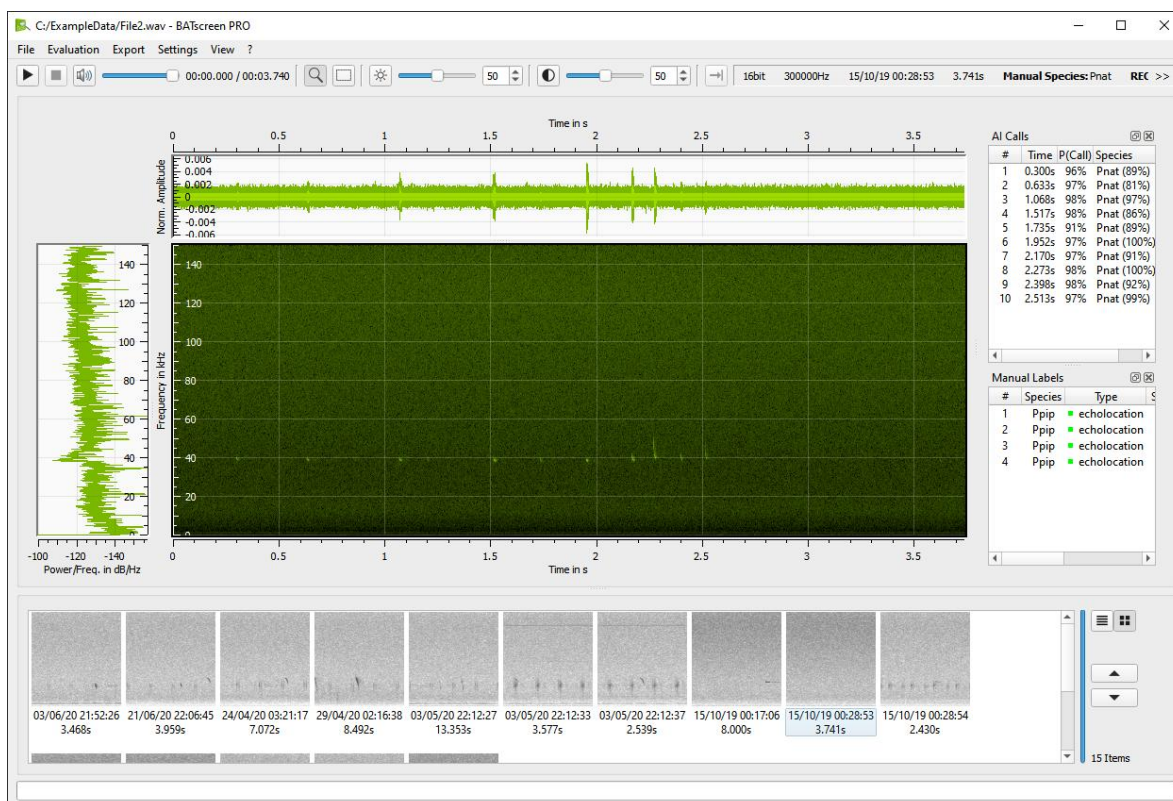 C:/ExampleData/File2.wav - BATscreen PRO
File Evaluation Export Settings View ?
00:00.000 / 00:03.740 50 50 16bit 300000Hz 15/10/19 00:28:53 3.741s Manual Species: Pnat REC >>
Time in s
0 0.5 1 1.5 2 2.5 3 3.5
Norm. Amplitude
0.006
0.004
0.002
0
-0.002
-0.004
-0.006
AI Calls
# Time P(Call) Species
1 0.300s 96% Pnat (89%)
2 0.633s 97% Pnat (81%)
3 1.068s 98% Pnat (97%)
4 1.517s 98% Pnat (86%)
5 1.735s 91% Pnat (89%)
6 1.952s 97% Pnat (100%)
7 2.170s 97% Pnat (91%)
8 2.273s 98% Pnat (100%)
9 2.398s 98% Pnat (92%)
10 2.513s 97% Pnat (99%)
Frequency in kHz
140 140
120 120
100 100
80 80
60 60
40 40
20 20
0 0
-100 -120 -140
Power/Freq. in dB/Hz
0 0.5 1 1.5 2 2.5 3 3.5
Time in s
Manual Labels
# Species Type S
1 Ppip echolocation
2 Ppip echolocation
3 Ppip echolocation
4 Ppip echolocation
03/06/20 21:52:26 21/06/20 22:06:45 24/04/20 03:21:17 29/04/20 02:16:38 03/05/20 22:12:27 03/05/20 22:12:33 03/05/20 22:12:37 15/10/19 00:17:06 15/10/19 00:28:53 15/10/19 00:28:54
3.468s 3.959s 7.072s 8.492s 13.353s 3.577s 2.539s 8.000s 3.741s 2.430s
15 Items